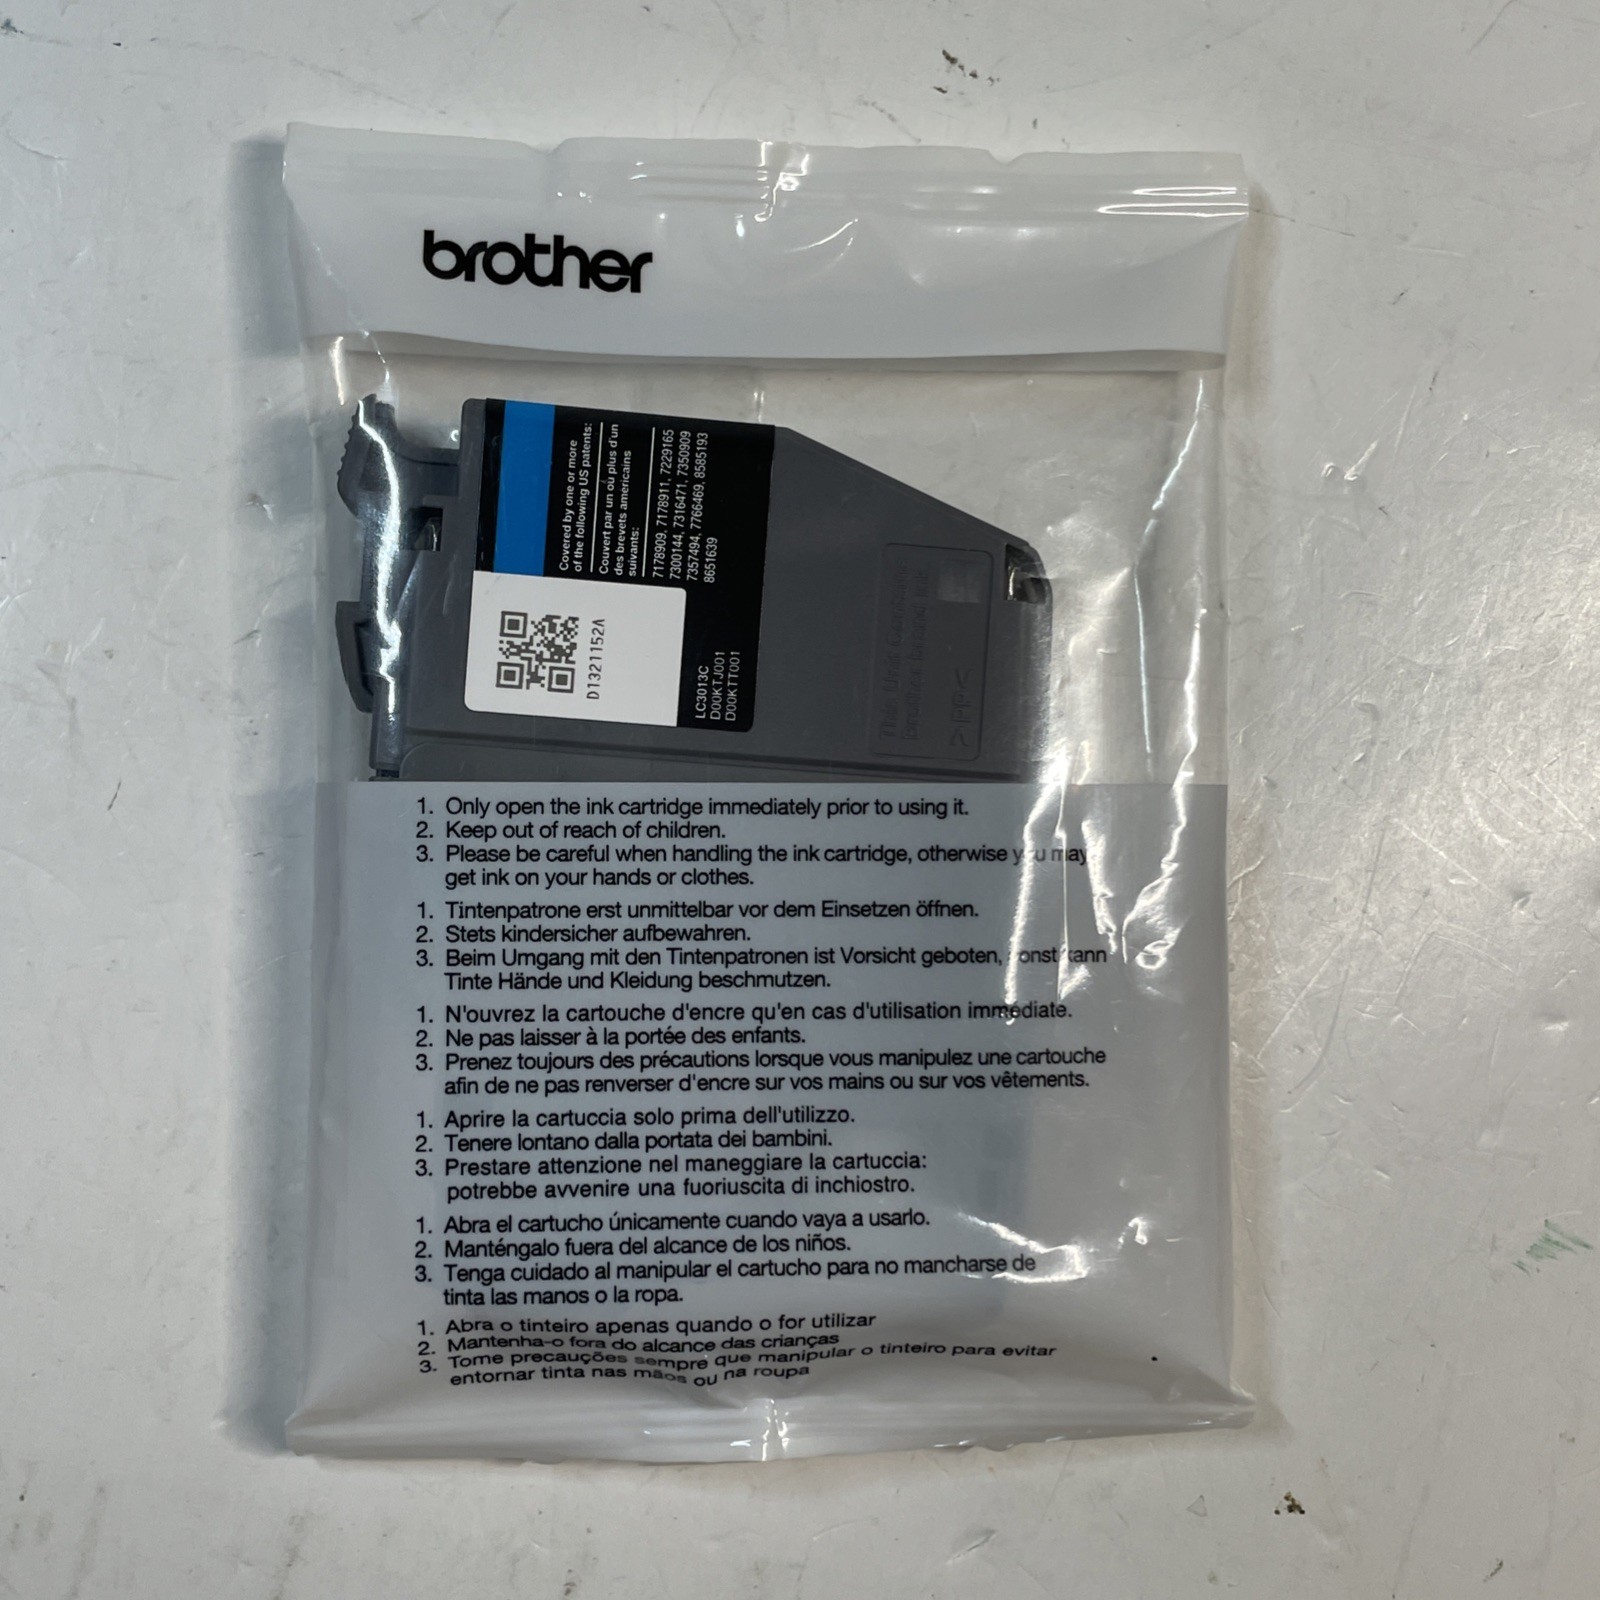 brother
Covered by one or more
of the following US patents:
Couvert par un ou plus d'un
des brevets americains
suivants:
7178909, 7178911, 7229165
7300144, 7316471, 7350909
7357494, 7766469, 8585193
8651639
D1321152A
LC3013C
D00KTJ001
D00KTT001
>PP<
1. Only open the ink cartridge immediately prior to using it.
2. Keep out of reach of children.
3. Please be careful when handling the ink cartridge, otherwise you may
get ink on your hands or clothes.
1. Tintenpatrone erst unmittelbar vor dem Einsetzen öffnen.
2. Stets kindersicher aufbewahren.
3. Beim Umgang mit den Tintenpatronen ist Vorsicht geboten, sonst kann
Tinte Hände und Kleidung beschmutzen.
1. N'ouvrez la cartouche d'encre qu'en cas d'utilisation immédiate.
2. Ne pas laisser à la portée des enfants.
3. Prenez toujours des précautions lorsque vous manipulez une cartouche
afin de ne pas renverser d'encre sur vos mains ou sur vos vêtements.
1. Aprire la cartuccia solo prima dell'utilizzo.
2. Tenere lontano dalla portata dei bambini.
3. Prestare attenzione nel maneggiare la cartuccia:
potrebbe avvenire una fuoriuscita di inchiostro.
1. Abra el cartucho únicamente cuando vaya a usarlo.
2. Manténgalo fuera del alcance de los niños.
3. Tenga cuidado al manipular el cartucho para no mancharse de
tinta las manos o la ropa.
1. Abra o tinteiro apenas quando o for utilizar
2. Mantenha-o fora do alcance das crianças
3. Tome precauções sempre que manipular o tinteiro para evitar
entornar tinta nas mãos ou na roupa